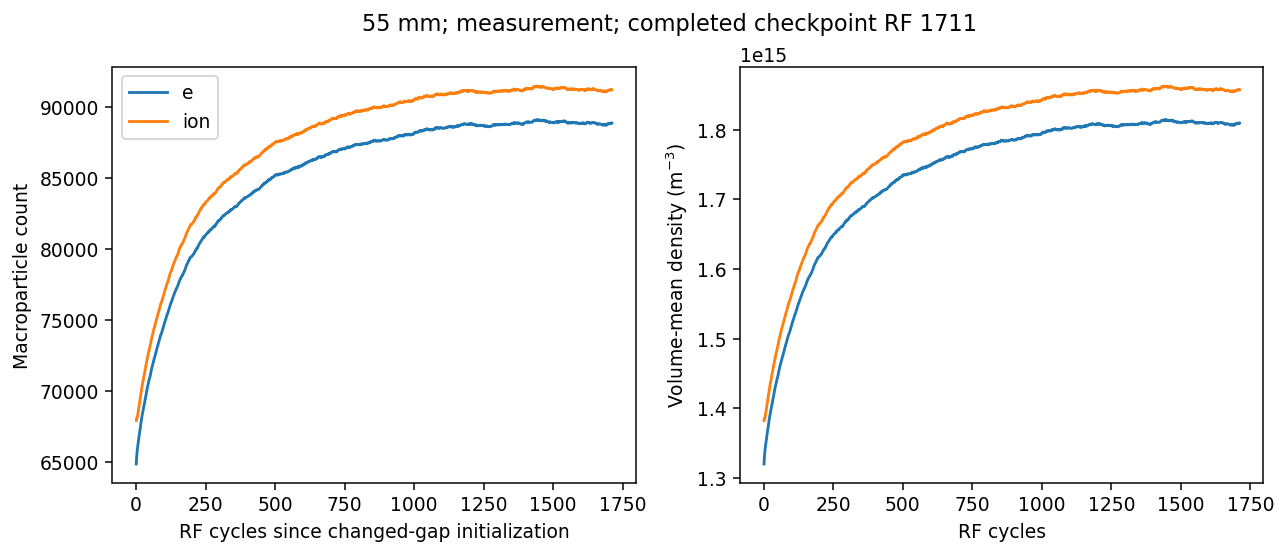 55 mm; measurement; completed checkpoint RF 1711
Macroparticle count
90000
85000
80000
75000
70000
65000
e
ion
0 250 500 750 1000 1250 1500 1750
RF cycles since changed-gap initialization
1e15
Volume-mean density (m⁻³)
1.8
1.7
1.6
1.5
1.4
1.3
0 250 500 750 1000 1250 1500 1750
RF cycles